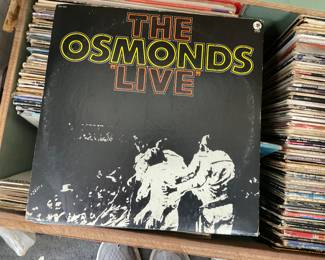 THE
OSMONDS
"LIVE"